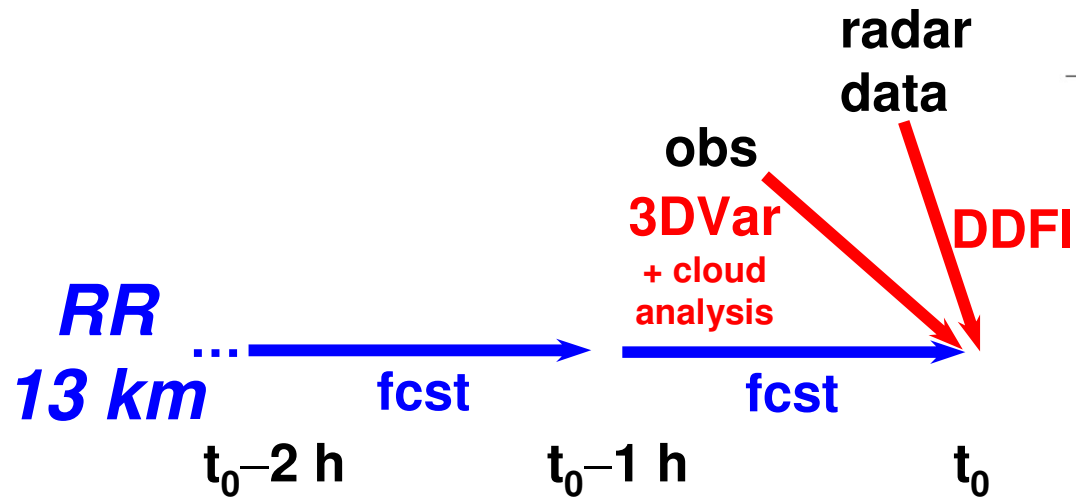 radar
data
obs
3DVar
+ cloud
analysis
DDFI
RR
13 km
...
fcst
fcst
t₀–2 h
t₀–1 h
t₀